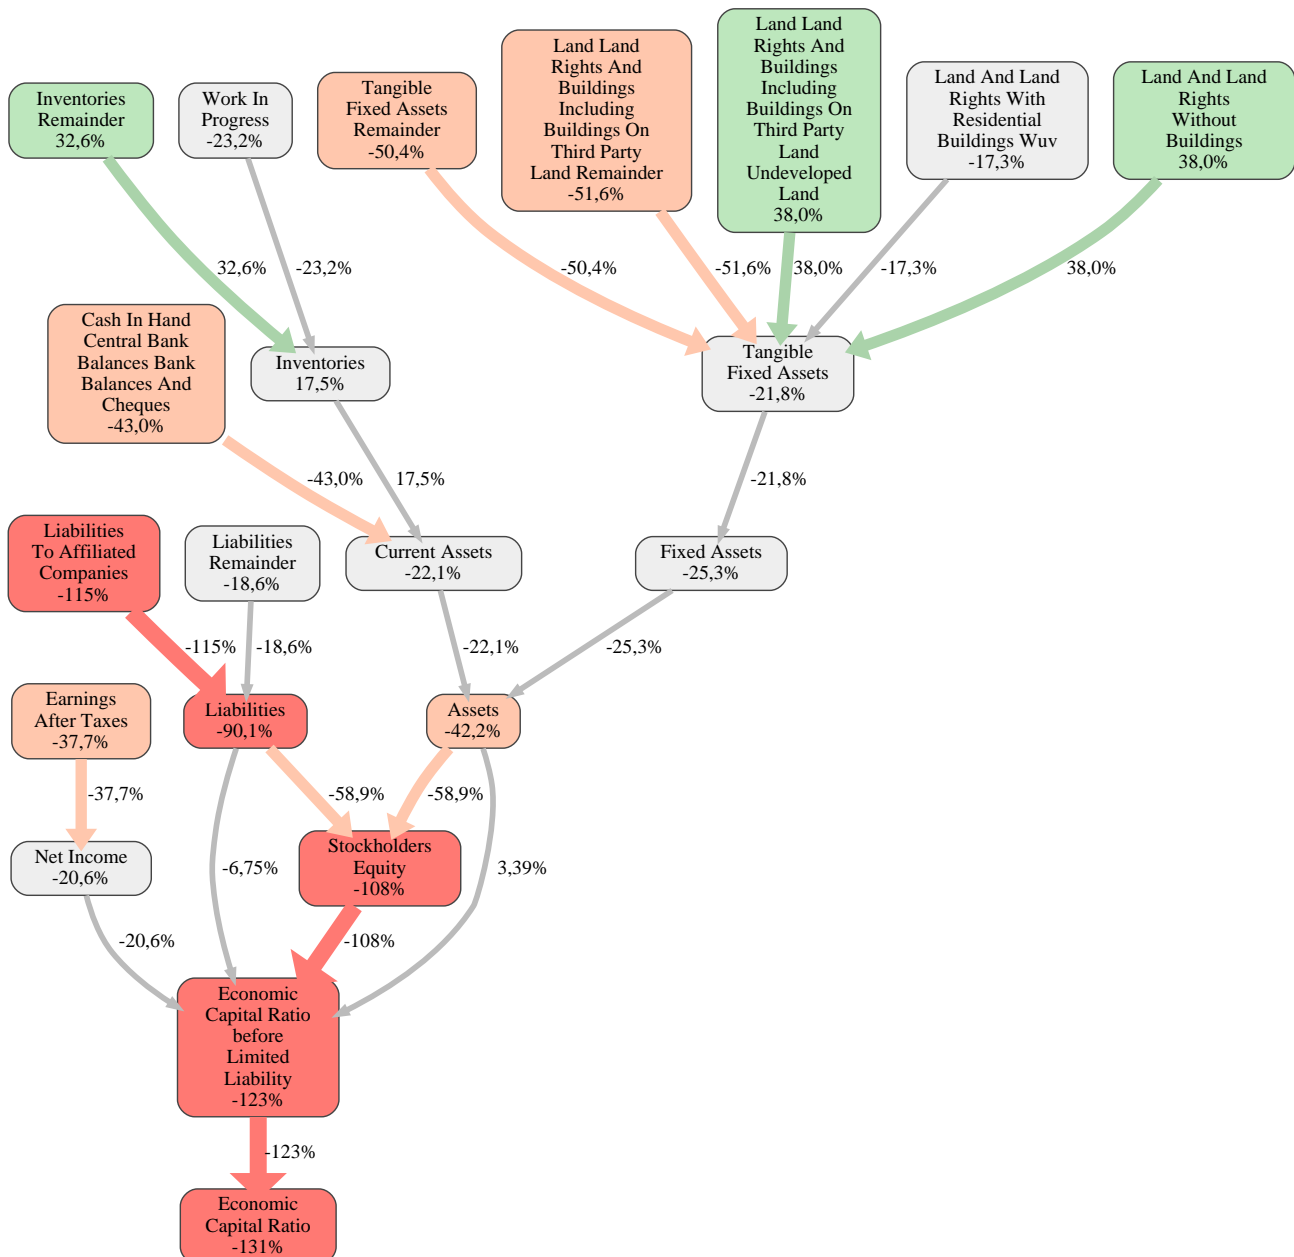 Inventories
Remainder
32,6%
Work In
Progress
-23,2%
Tangible
Fixed Assets
Remainder
-50,4%
Land Land
Rights And
Buildings
Including
Buildings On
Third Party
Land Remainder
-51,6%
Land Land
Rights And
Buildings
Including
Buildings On
Third Party
Land
Undeveloped
Land
38,0%
Land And Land
Rights With
Residential
Buildings Wuv
-17,3%
Land And Land
Rights
Without
Buildings
38,0%
32,6%
-23,2%
-50,4%
-51,6%
38,0%
-17,3%
38,0%
Cash In Hand
Central Bank
Balances Bank
Balances And
Cheques
-43,0%
Inventories
17,5%
Tangible
Fixed Assets
-21,8%
-43,0%
17,5%
-21,8%
Liabilities
To Affiliated
Companies
-115%
Liabilities
Remainder
-18,6%
Current Assets
-22,1%
Fixed Assets
-25,3%
-115%
-18,6%
-22,1%
-25,3%
Earnings
After Taxes
-37,7%
Liabilities
-90,1%
Assets
-42,2%
-37,7%
-58,9%
-58,9%
Net Income
-20,6%
-6,75%
Stockholders
Equity
-108%
3,39%
-20,6%
-108%
Economic
Capital Ratio
before
Limited
Liability
-123%
-123%
Economic
Capital Ratio
-131%